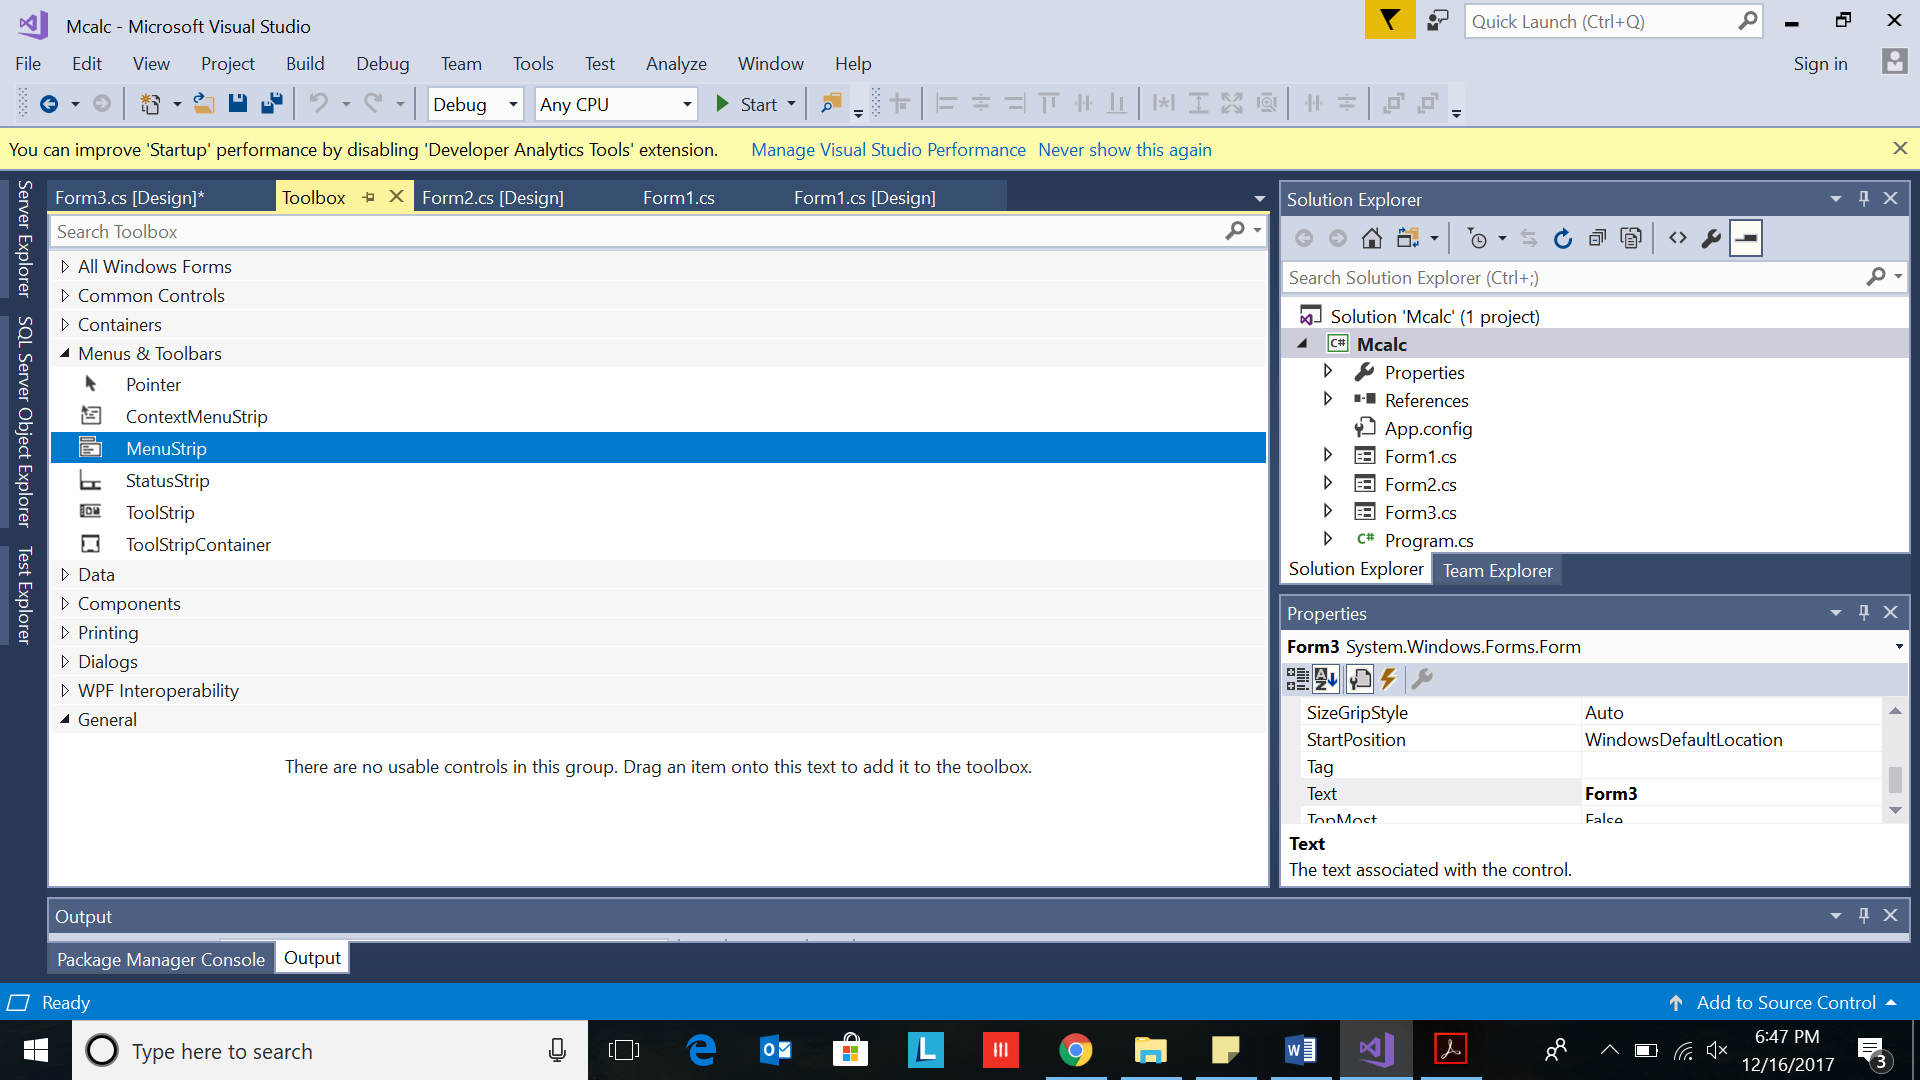 Mcalc - Microsoft Visual Studio
Quick Launch (Ctrl+Q)
File Edit View Project Build Debug Team Tools Test Analyze Window Help
Sign in
Debug Any CPU Start
You can improve 'Startup' performance by disabling 'Developer Analytics Tools' extension. Manage Visual Studio Performance Never show this again
Server Explorer
SQL Server Object Explorer
Test Explorer
Form3.cs [Design]* Toolbox Form2.cs [Design] Form1.cs Form1.cs [Design]
Search Toolbox
All Windows Forms
Common Controls
Containers
Menus & Toolbars
Pointer
ContextMenuStrip
MenuStrip
StatusStrip
ToolStrip
ToolStripContainer
Data
Components
Printing
Dialogs
WPF Interoperability
General
There are no usable controls in this group. Drag an item onto this text to add it to the toolbox.
Solution Explorer
Search Solution Explorer (Ctrl+;)
Solution 'Mcalc' (1 project)
C# Mcalc
Properties
References
App.config
Form1.cs
Form2.cs
Form3.cs
C# Program.cs
Solution Explorer Team Explorer
Properties
Form3 System.Windows.Forms.Form
SizeGripStyle Auto
StartPosition WindowsDefaultLocation
Tag
Text Form3
TopMost False
Text
The text associated with the control.
Output
Package Manager Console Output
Ready
Add to Source Control
Type here to search
6:47 PM
12/16/2017
3